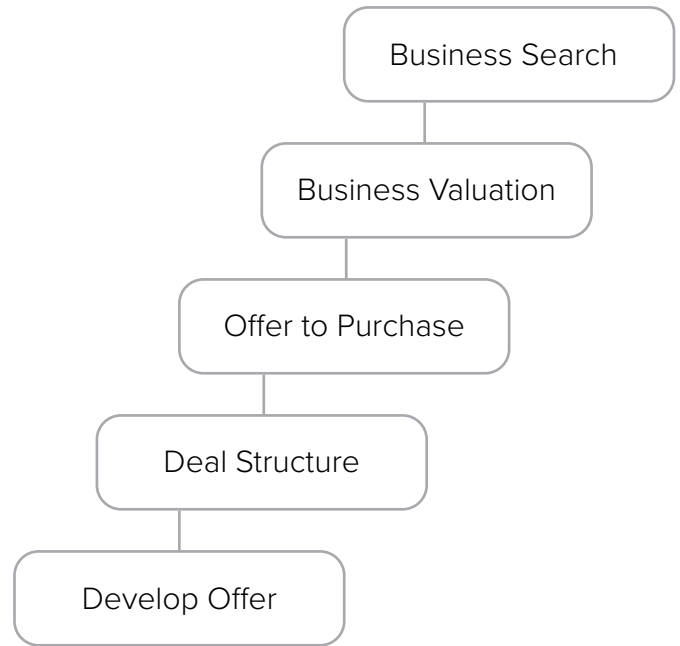 Business Search
Business Valuation
Offer to Purchase
Deal Structure
Develop Offer